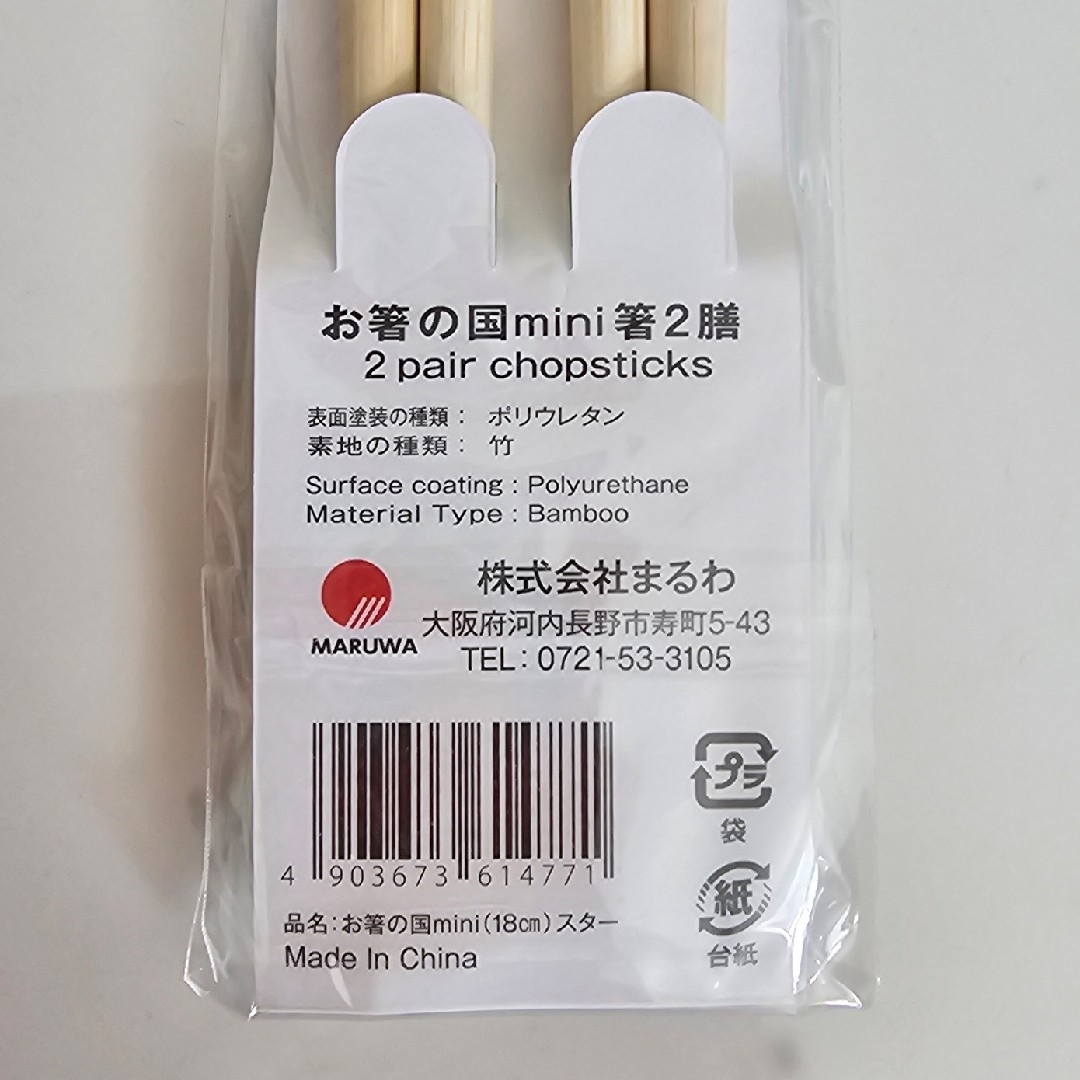 お箸の国mini箸2膳
2 pair chopsticks
表面塗装の種類： ポリウレタン
素地の種類： 竹
Surface coating : Polyurethane
Material Type : Bamboo
株式会社まるわ
大阪府河内長野市寿町5-43
TEL: 0721-53-3105
MARUWA
4 903673 614771
プラ
袋
紙
台紙
品名:お箸の国mini(18㎝)スター
Made In China